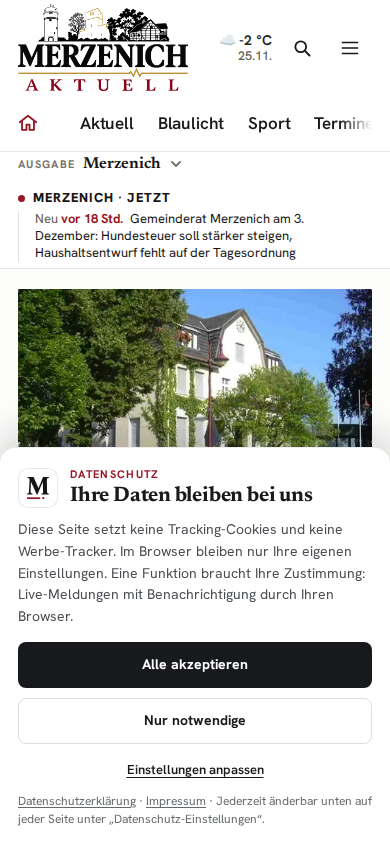 MERZENICH
AKTUELL
-2 °C
25.11.
Aktuell Blaulicht Sport Termine
AUSGABE Merzenich
MERZENICH · JETZT
Neu vor 18 Std. Gemeinderat Merzenich am 3.
Dezember: Hundesteuer soll stärker steigen,
Haushaltsentwurf fehlt auf der Tagesordnung
M
DATENSCHUTZ
Ihre Daten bleiben bei uns
Diese Seite setzt keine Tracking-Cookies und keine
Werbe-Tracker. Im Browser bleiben nur Ihre eigenen
Einstellungen. Eine Funktion braucht Ihre Zustimmung:
Live-Meldungen mit Benachrichtigung durch Ihren
Browser.
Alle akzeptieren
Nur notwendige
Einstellungen anpassen
Datenschutzerklärung · Impressum · Jederzeit änderbar unten auf
jeder Seite unter „Datenschutz-Einstellungen“.